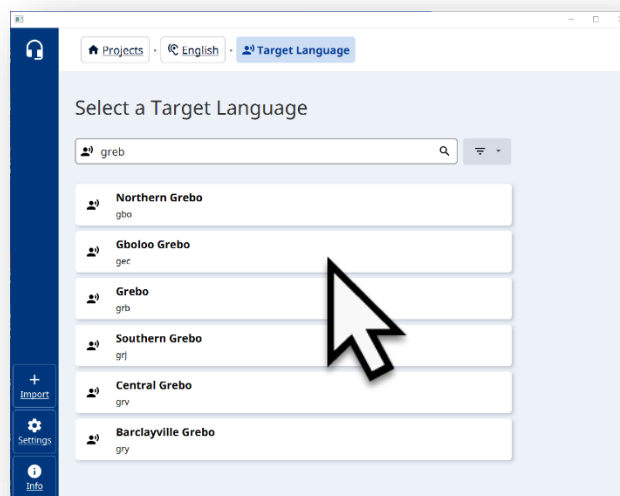 Projects English Target Language
Select a Target Language
greb
Northern Grebo
gbo
Gboloo Grebo
gec
Grebo
grb
Southern Grebo
grj
Central Grebo
grv
Barclayville Grebo
gry
Import
Settings
Info